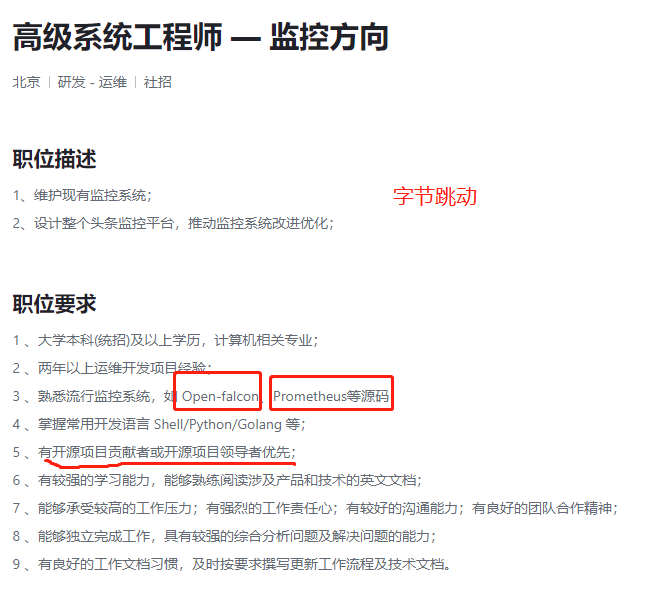 高级系统工程师 — 监控方向
北京 | 研发 - 运维 | 社招
职位描述
1、维护现有监控系统；
字节跳动
2、设计整个头条监控平台，推动监控系统改进优化；
职位要求
1 、大学本科(统招)及以上学历，计算机相关专业；
2 、两年以上运维开发项目经验；
3 、熟悉流行监控系统，如 Open-falcon、Prometheus等源码
4 、掌握常用开发语言 Shell/Python/Golang 等；
5 、有开源项目贡献者或开源项目领导者优先；
6 、有较强的学习能力，能够熟练阅读涉及产品和技术的英文文档；
7 、能够承受较高的工作压力；有强烈的工作责任心；有较好的沟通能力；有良好的团队合作精神；
8 、能够独立完成工作，具有较强的综合分析问题及解决问题的能力；
9 、有良好的工作文档习惯，及时按要求撰写更新工作流程及技术文档。